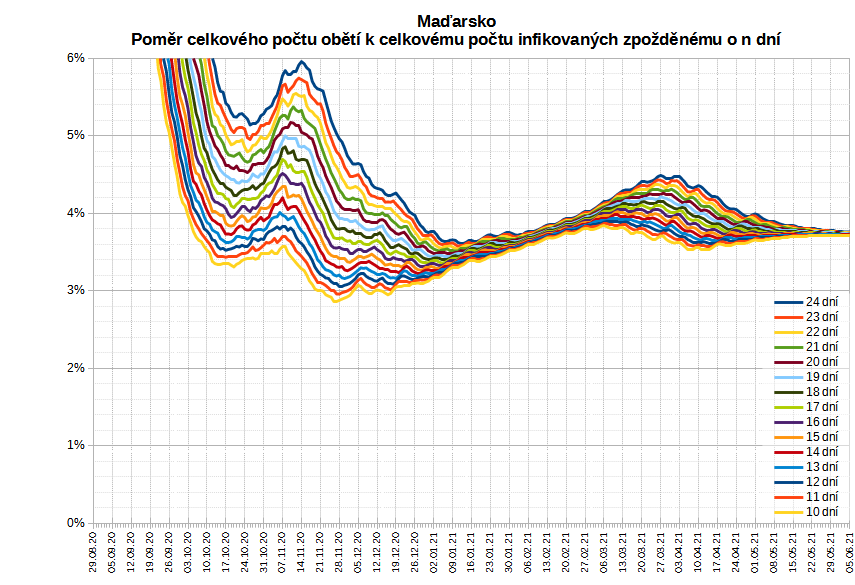 Maďarsko
Poměr celkového počtu obětí k celkovému počtu infikovaných zpožděnému o n dní
6%
5%
4%
3%
2%
1%
0%
24 dní
23 dní
22 dní
21 dní
20 dní
19 dní
18 dní
17 dní
16 dní
15 dní
14 dní
13 dní
12 dní
11 dní
10 dní
29.08.20
05.09.20
12.09.20
19.09.20
26.09.20
03.10.20
10.10.20
17.10.20
24.10.20
31.10.20
07.11.20
14.11.20
21.11.20
28.11.20
05.12.20
12.12.20
19.12.20
26.12.20
02.01.21
09.01.21
16.01.21
23.01.21
30.01.21
06.02.21
13.02.21
20.02.21
27.02.21
06.03.21
13.03.21
20.03.21
27.03.21
03.04.21
10.04.21
17.04.21
24.04.21
01.05.21
08.05.21
15.05.21
22.05.21
29.05.21
05.06.21